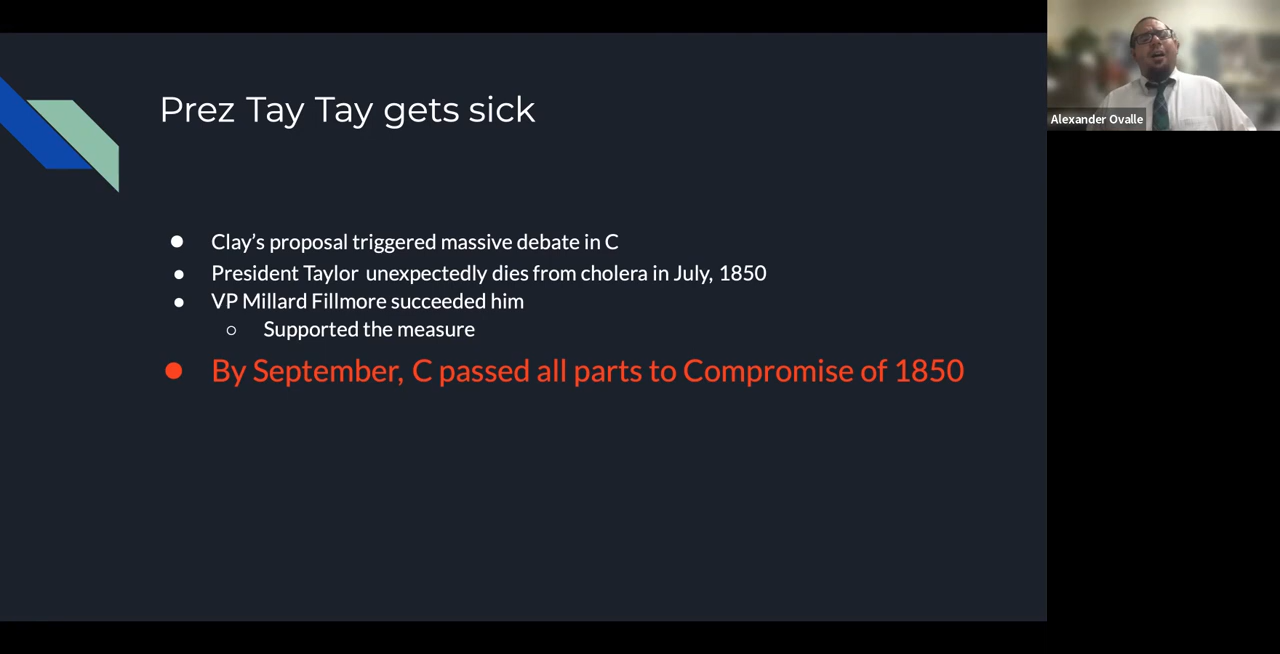 Prez Tay Tay gets sick
Clay's proposal triggered massive debate in C
President Taylor unexpectedly dies from cholera in July, 1850
VP Millard Fillmore succeeded him
Supported the measure
By September, C passed all parts to Compromise of 1850
Alexander Ovalle